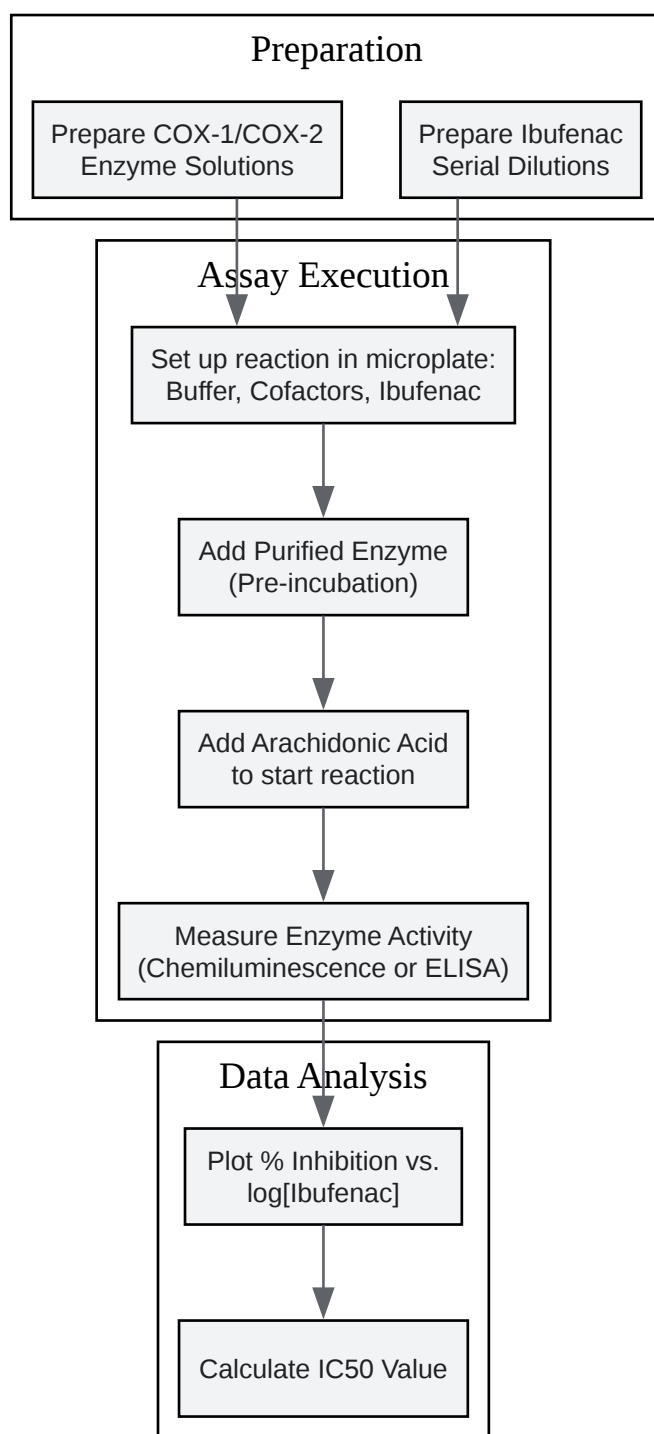 Preparation
Prepare COX-1/COX-2
Enzyme Solutions
Prepare Ibufenac
Serial Dilutions
Assay Execution
Set up reaction in microplate:
Buffer, Cofactors, Ibufenac
Add Purified Enzyme
(Pre-incubation)
Add Arachidonic Acid
to start reaction
Measure Enzyme Activity
(Chemiluminescence or ELISA)
Data Analysis
Plot % Inhibition vs.
log[Ibufenac]
Calculate IC50 Value